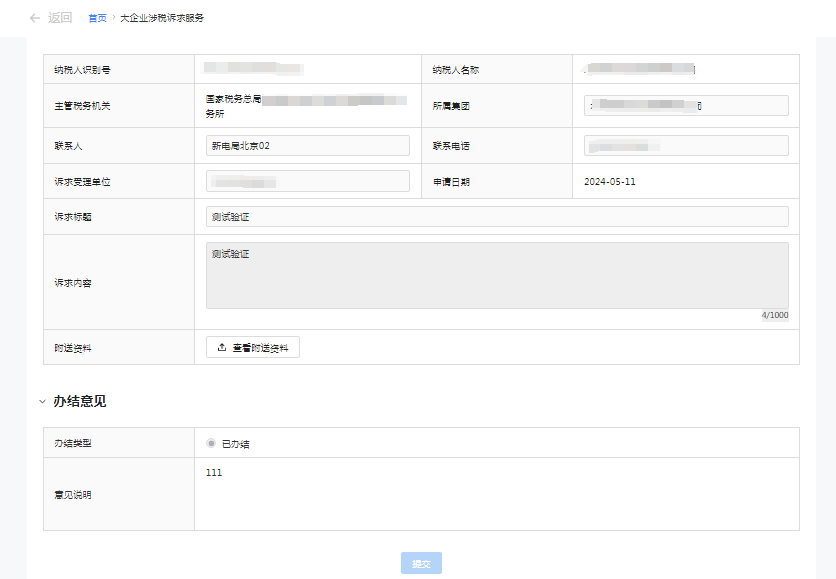 返回 首页 大企业涉税诉求服务
纳税人识别号 纳税人名称
主管税务机关 国家税务总局
务所 所属集团
联系人 新电局北京02 联系电话
诉求受理单位 申请日期 2024-05-11
诉求标题 测试验证
诉求内容 测试验证
4/1000
附送资料 查看附送资料
办结意见
办结类型 已办结
意见说明 111
提交